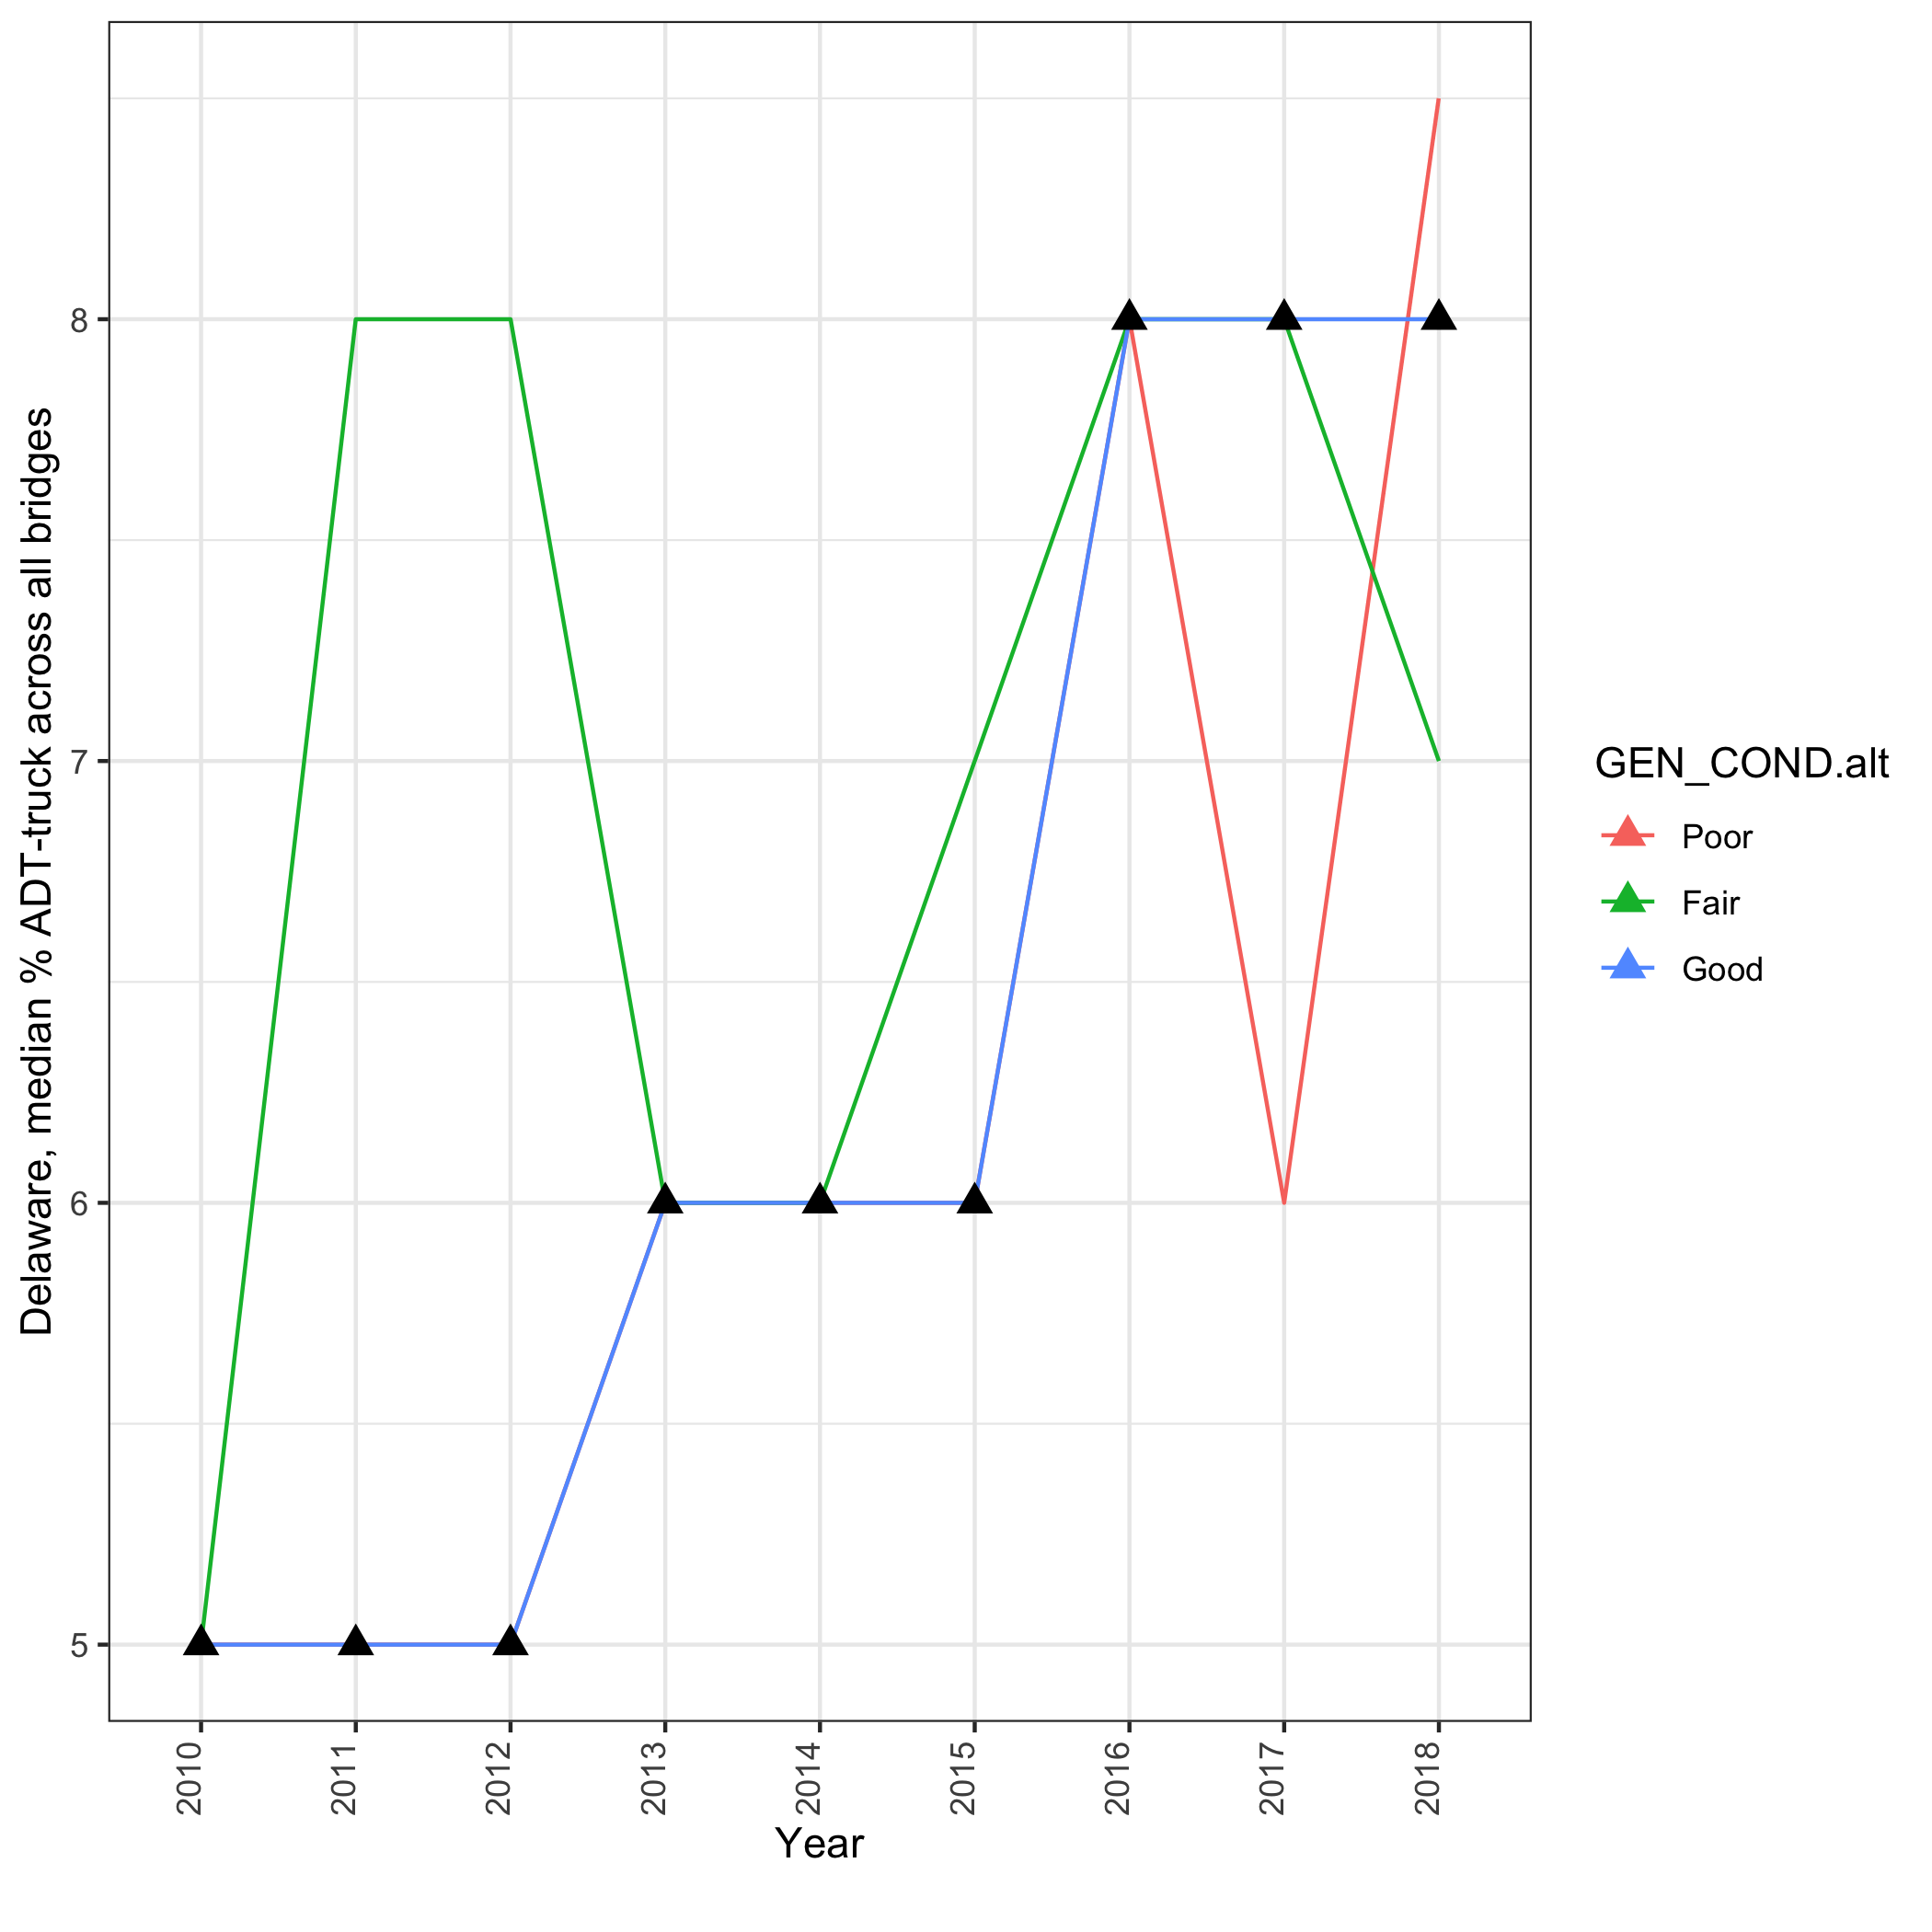 Delaware, median % ADT-truck across all bridges
8
7
6
5
2010
2011
2012
2013
2014
2015
2016
2017
2018
Year
GEN_COND.alt
Poor
Fair
Good